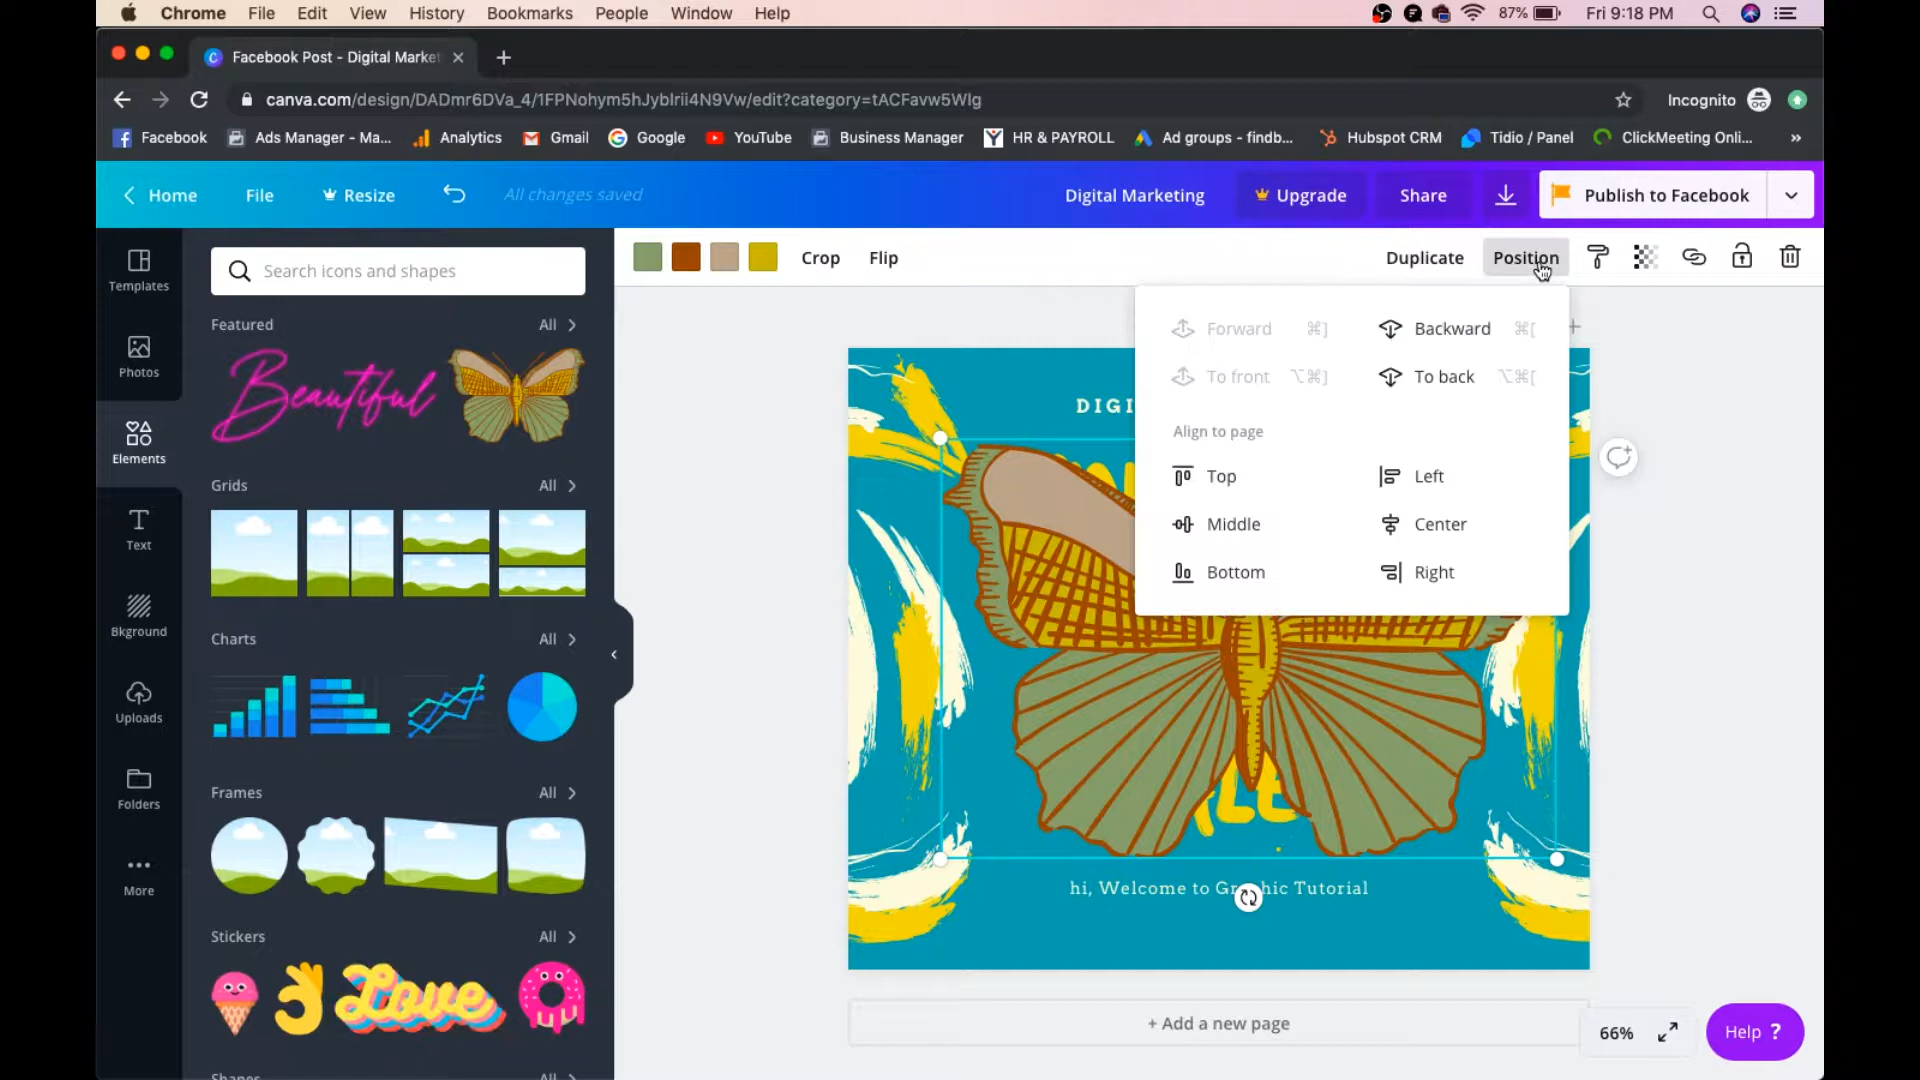 Chrome File Edit View History Bookmarks People Window Help 87% Fri 9:18 PM
Facebook Post - Digital Market
canva.com/design/DADmr6DVa_4/1FPNohym5hJyblrii4N9Vw/edit?category=tACFavw5WIg Incognito
Facebook Ads Manager - Ma... Analytics Gmail Google YouTube Business Manager HR & PAYROLL Ad groups - findb... Hubspot CRM Tidio / Panel ClickMeeting Onli... »
Home File Resize All changes saved Digital Marketing Upgrade Share Publish to Facebook
Crop Flip Duplicate Position
Templates
Photos
Elements
Text
Bkground
Uploads
Folders
More
Search icons and shapes
Featured All
Beautiful
Grids All
Charts All
Frames All
Stickers All
Love
All
Forward ⌘] Backward ⌘[
To front ⌥⌘] To back ⌥⌘[
Align to page
Top Left
Middle Center
Bottom Right
DIGI
hi, Welcome to Graphic Tutorial
+ Add a new page
66%
Help ?